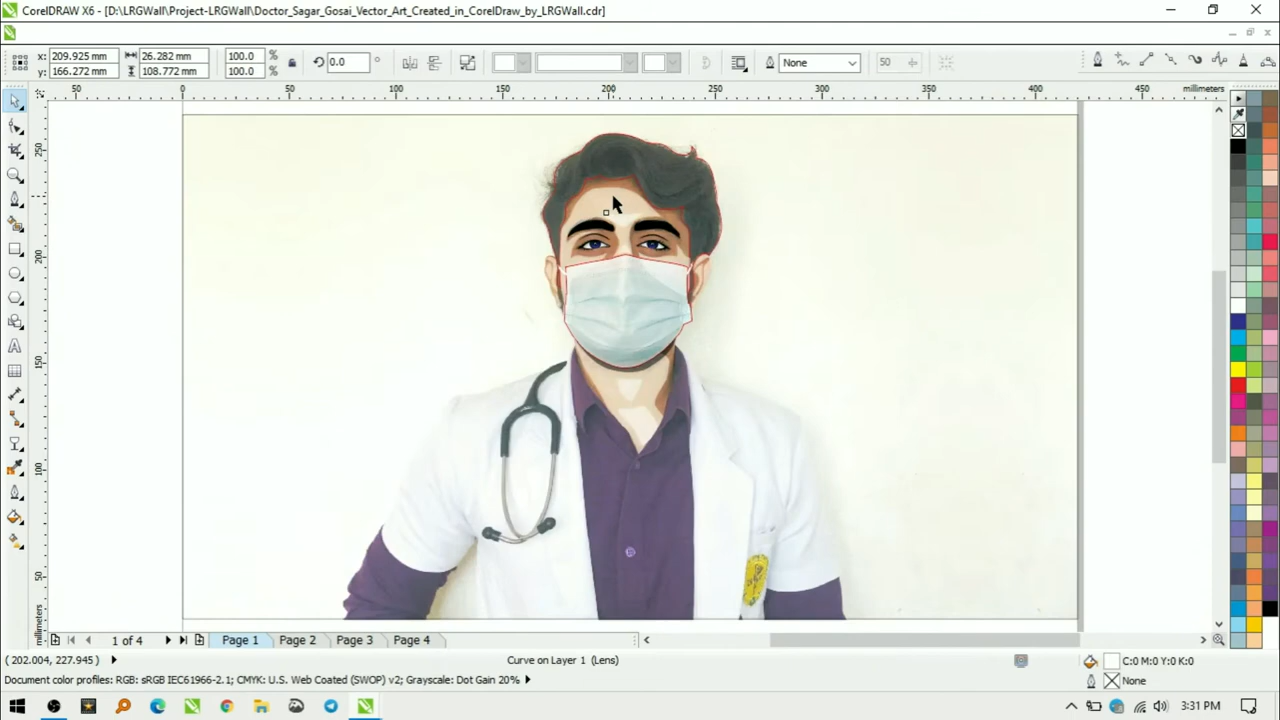 CorelDRAW X6 - [D:\LRGWall\Project-LRGWall\Doctor_Sagar_Gosai_Vector_Art_Created_in_CorelDraw_by_LRGWall.cdr]
x: 209.925 mm 26.282 mm 100.0 % 0.0 ° None 50
y: 166.272 mm 108.772 mm 100.0 %
50 0 50 100 150 200 250 300 350 400 450 millimeters
250
200
150
100
50
millimeters
1 of 4 Page 1 Page 2 Page 3 Page 4
(202.004, 227.945) Curve on Layer 1 (Lens) C:0 M:0 Y:0 K:0
Document color profiles: RGB: sRGB IEC61966-2.1; CMYK: U.S. Web Coated (SWOP) v2; Grayscale: Dot Gain 20% None
3:31 PM